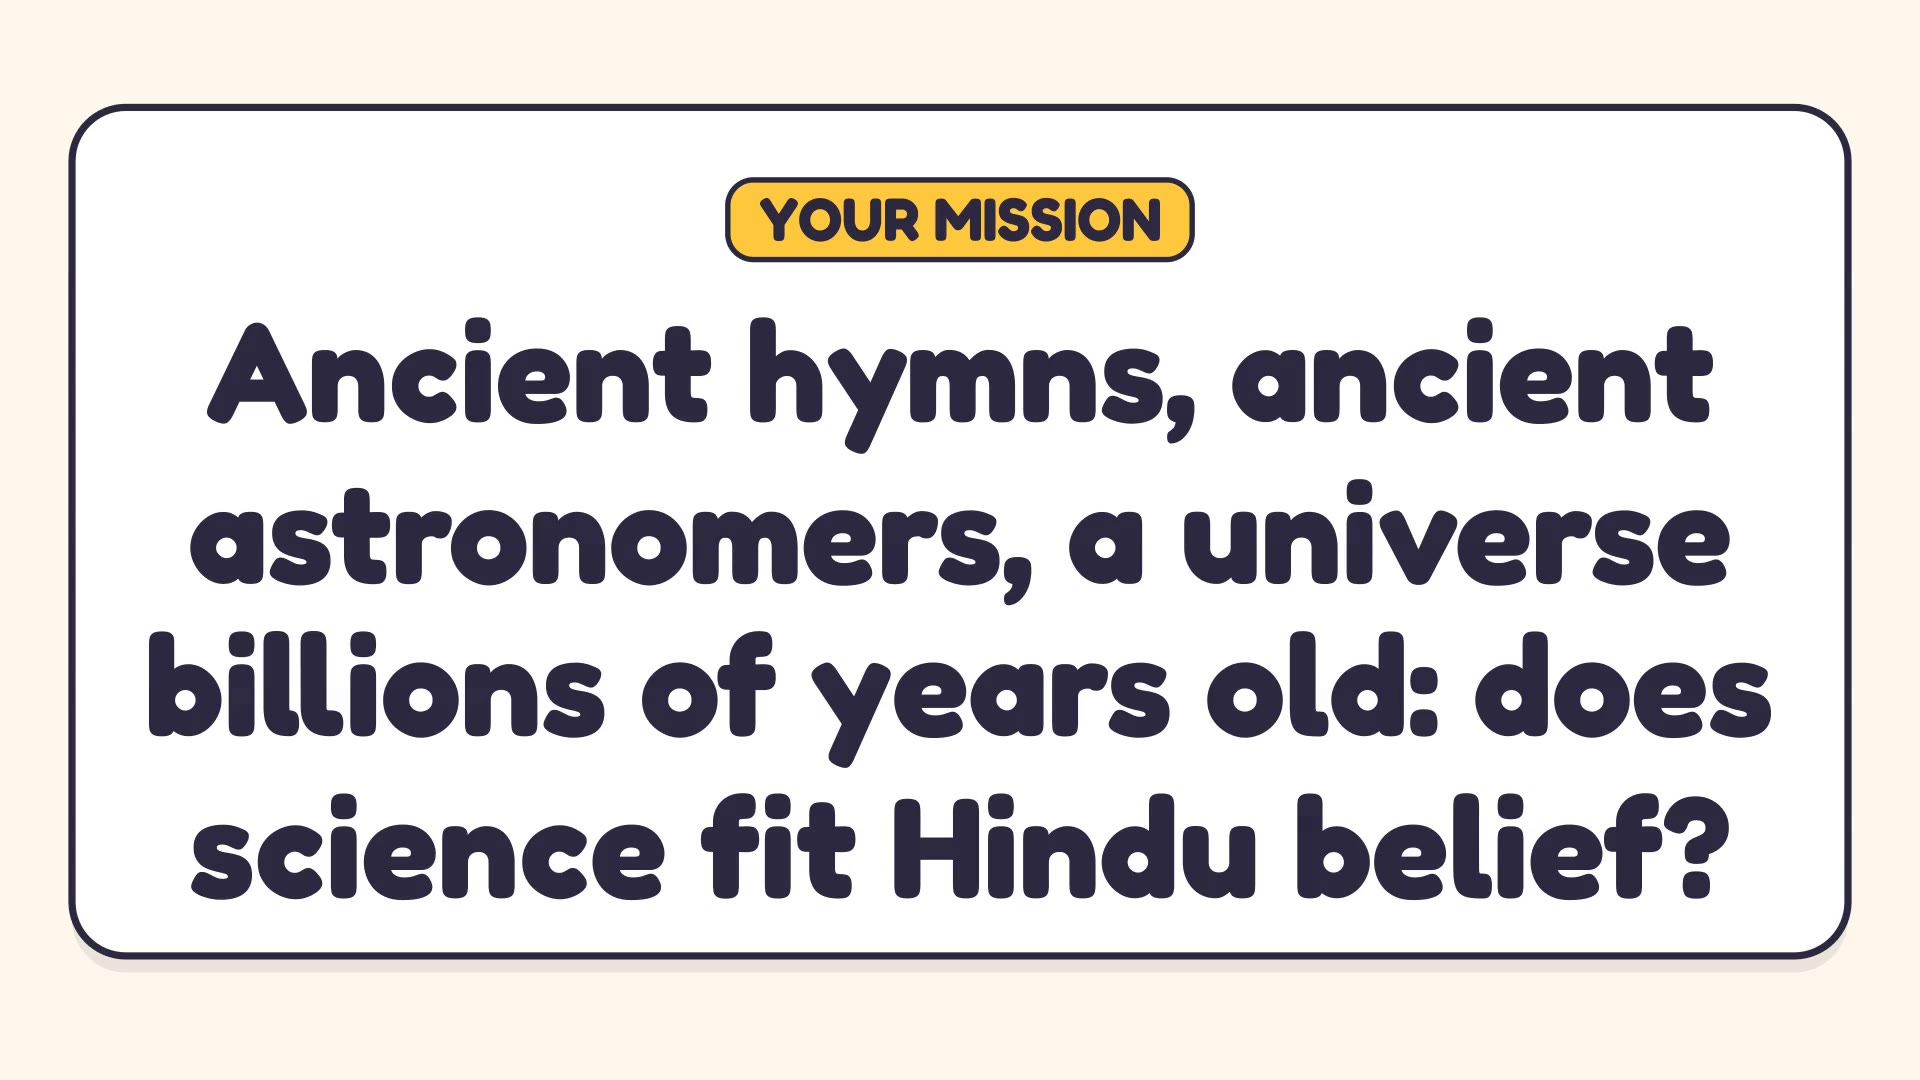 YOUR MISSION
Ancient hymns, ancient
astronomers, a universe
billions of years old: does
science fit Hindu belief?